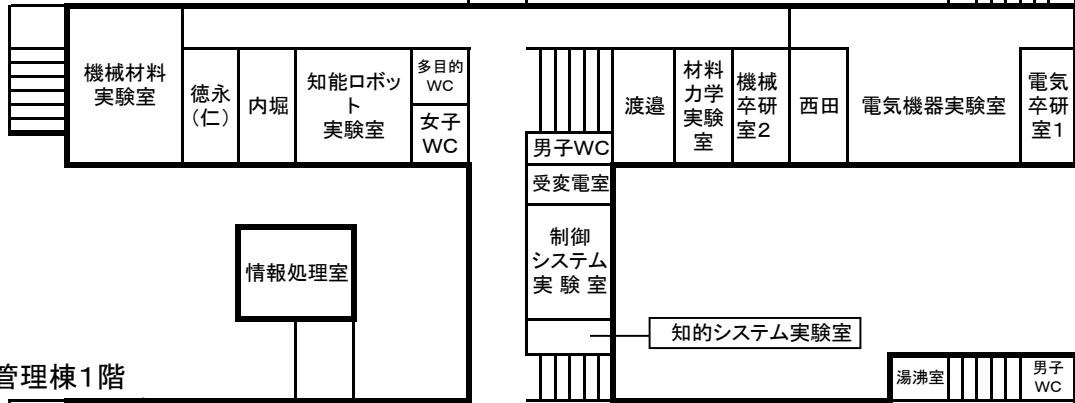 機械材料
実験室
徳永
(仁)
内堀
知能ロボッ
ト
実験室
多目的
WC
女子
WC
男子WC
受変電室
制御
システム
実験室
渡邉
材料
力学
実験
室
機械
卒研
室2
西田
電気機器実験室
電気
卒研
室1
情報処理室
知的システム実験室
管理棟1階
湯沸室
男子
WC